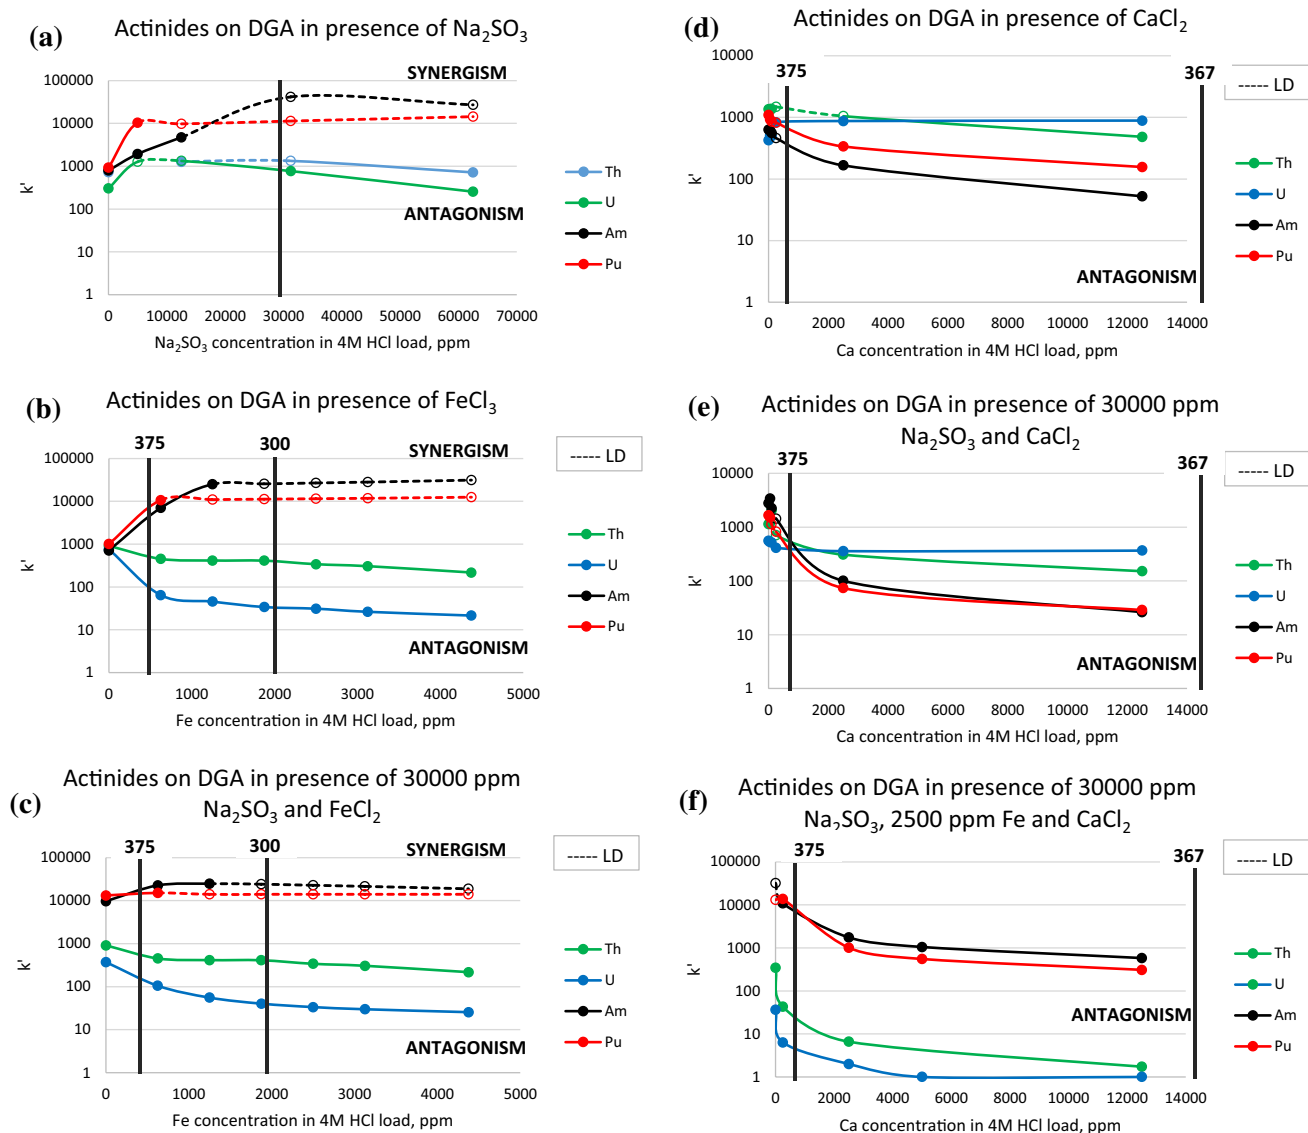 (a)
Actinides on DGA in presence of Na₂SO₃
SYNERGISM
100000
10000
1000
100
10
1
k'
ANTAGONISM
Th
U
Am
Pu
0 10000 20000 30000 40000 50000 60000 70000
Na₂SO₃ concentration in 4M HCl load, ppm
(b)
Actinides on DGA in presence of FeCl₃
375 300
SYNERGISM
----- LD
100000
10000
1000
100
10
1
k'
ANTAGONISM
Th
U
Am
Pu
0 1000 2000 3000 4000 5000
Fe concentration in 4M HCl load, ppm
(c)
Actinides on DGA in presence of 30000 ppm
Na₂SO₃ and FeCl₂
375 300
SYNERGISM
----- LD
100000
10000
1000
100
10
1
k'
ANTAGONISM
Th
U
Am
Pu
0 1000 2000 3000 4000 5000
Fe concentration in 4M HCl load, ppm
(d)
Actinides on DGA in presence of CaCl₂
375 367
----- LD
10000
1000
100
10
1
k'
ANTAGONISM
Th
U
Am
Pu
0 2000 4000 6000 8000 10000 12000 14000
Ca concentration in 4M HCl load, ppm
(e)
Actinides on DGA in presence of 30000 ppm
Na₂SO₃ and CaCl₂
375 367
----- LD
10000
1000
100
10
1
k'
ANTAGONISM
Th
U
Am
Pu
0 2000 4000 6000 8000 10000 12000 14000
Ca concentration in 4M HCl load, ppm
(f)
Actinides on DGA in presence of 30000 ppm
Na₂SO₃, 2500 ppm Fe and CaCl₂
375 367
----- LD
100000
10000
1000
100
10
1
k'
ANTAGONISM
Th
U
Am
Pu
0 2000 4000 6000 8000 10000 12000 14000
Ca concentration in 4M HCl load, ppm